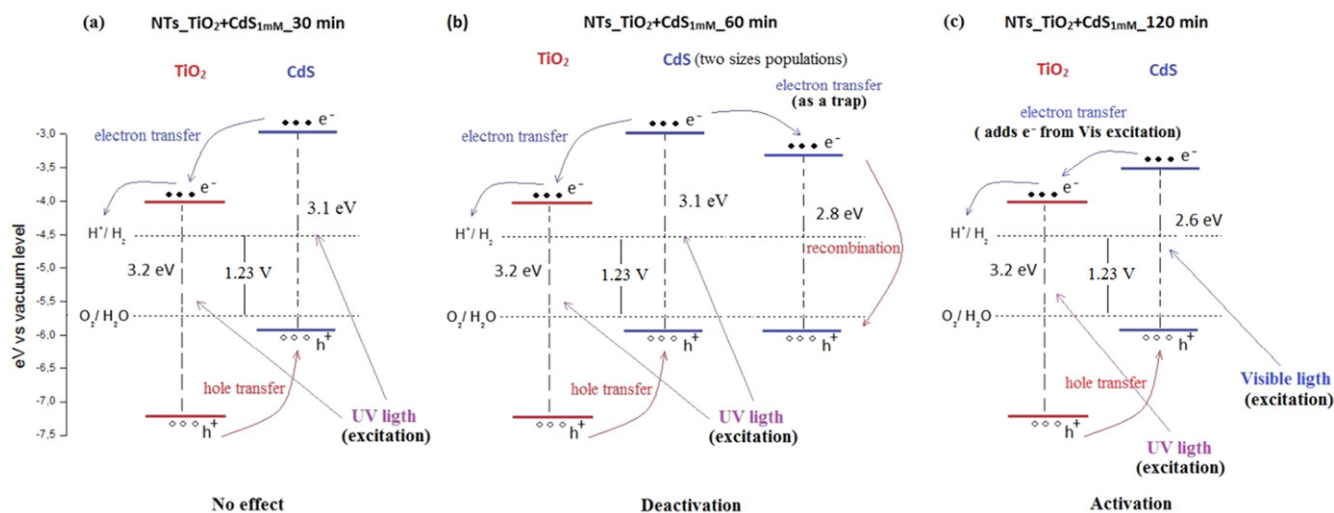 (a) NTs_TiO₂+CdS₁ₘM_30 min
TiO₂ CdS
e⁻
electron transfer
e⁻
3.1 eV
H⁺/ H₂
3.2 eV
1.23 V
O₂/ H₂O
h⁺
hole transfer
UV ligth
(excitation)
h⁺
No effect
eV vs vacuum level
-3.0
-3.5
-4.0
-4.5
-5.0
-5.5
-6.0
-6.5
-7.0
-7.5
(b) NTs_TiO₂+CdS₁ₘM_60 min
TiO₂ CdS (two sizes populations)
electron transfer
(as a trap)
e⁻
electron transfer
e⁻
e⁻
3.1 eV
2.8 eV
H⁺/ H₂
recombination
3.2 eV
1.23 V
O₂/ H₂O
h⁺
h⁺
hole transfer
UV ligth
(excitation)
h⁺
Deactivation
(c) NTs_TiO₂+CdS₁ₘM_120 min
TiO₂ CdS
electron transfer
( adds e⁻ from Vis excitation)
e⁻
e⁻
2.6 eV
H⁺/ H₂
3.2 eV
1.23 V
O₂/ H₂O
h⁺
hole transfer
Visible ligth
(excitation)
h⁺
UV ligth
(excitation)
Activation